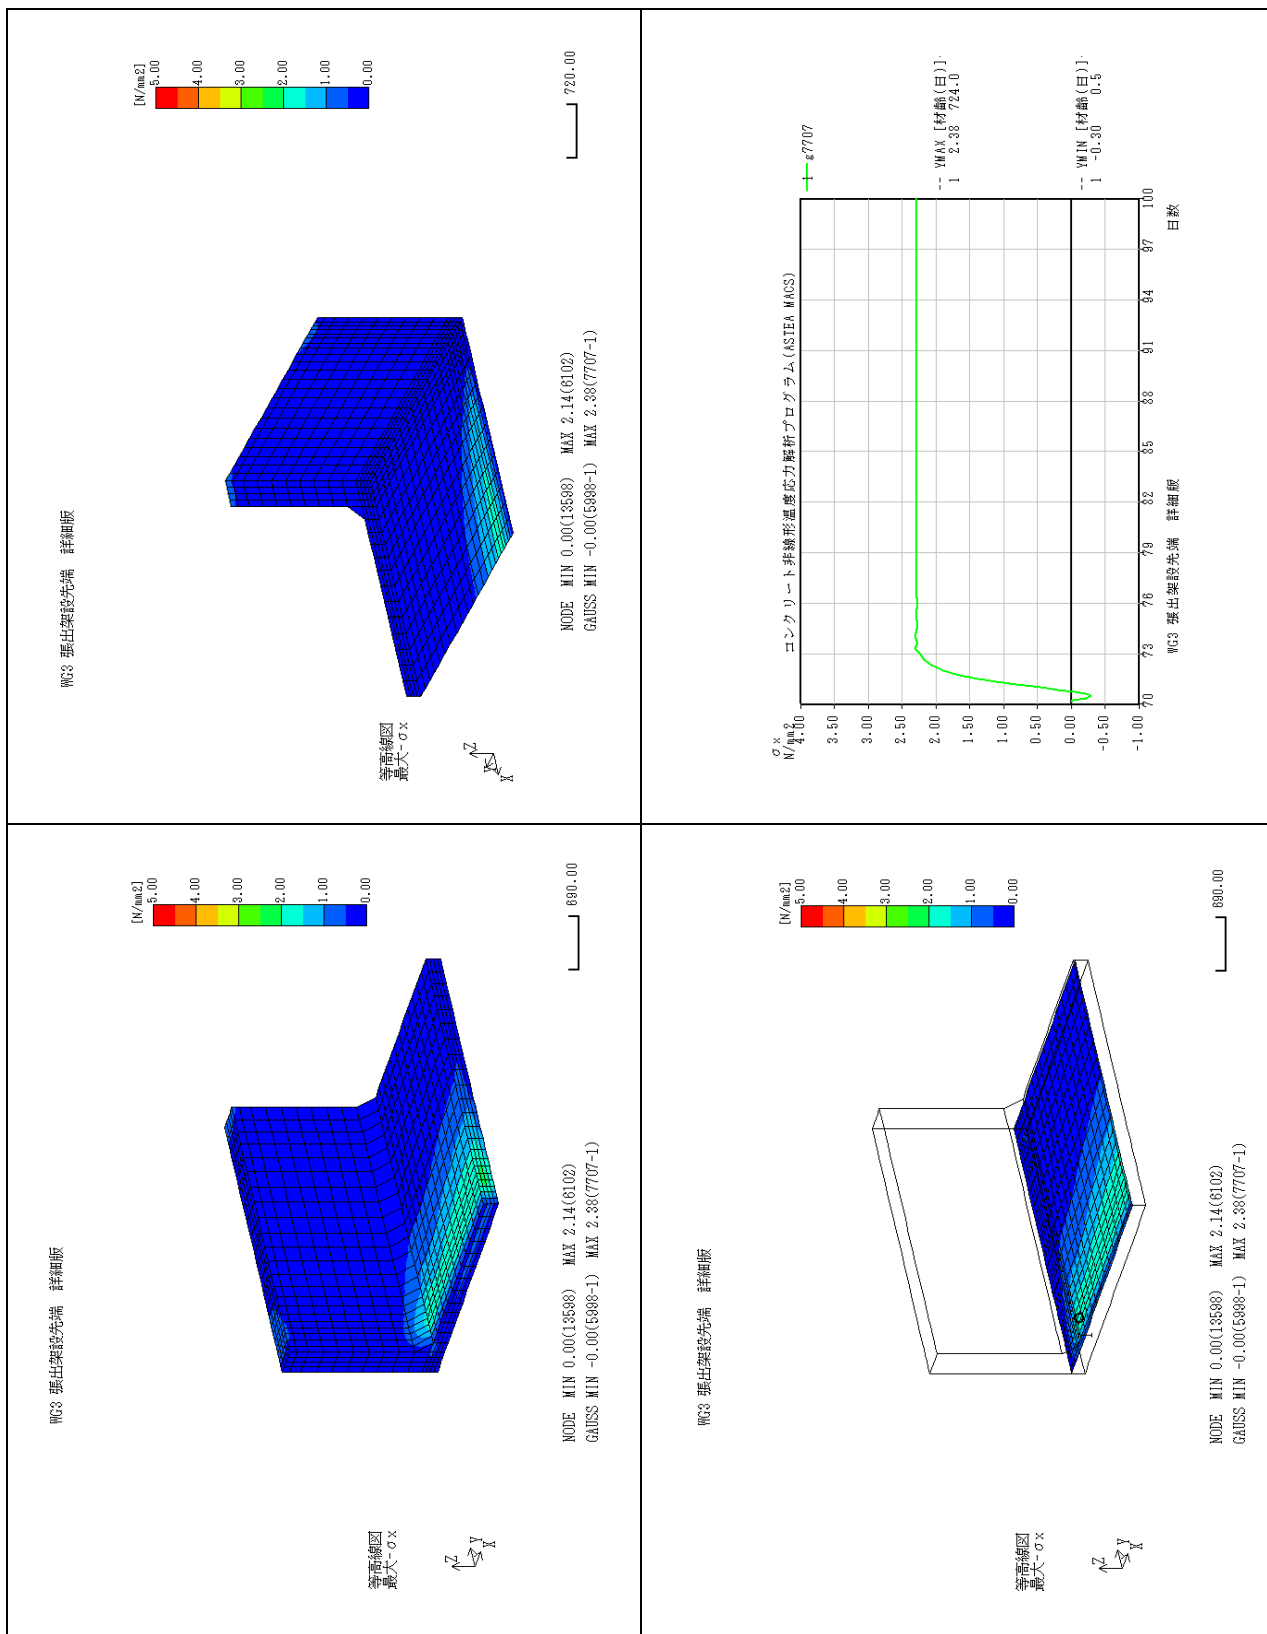 WG3 張出架設先端 詳細版
等高線図
最大-σx
[N/mm2]
5.00
4.00
3.00
2.00
1.00
0.00
Z
Y
X
690.00
NODE MIN 0.00(13598) MAX 2.14(6102)
GAUSS MIN -0.00(5998-1) MAX 2.38(7707-1)
WG3 張出架設先端 詳細版
等高線図
最大-σx
[N/mm2]
5.00
4.00
3.00
2.00
1.00
0.00
Z
Y
X
720.00
NODE MIN 0.00(13598) MAX 2.14(6102)
GAUSS MIN -0.00(5998-1) MAX 2.38(7707-1)
WG3 張出架設先端 詳細版
等高線図
最大-σx
[N/mm2]
5.00
4.00
3.00
2.00
1.00
0.00
Z
Y
X
690.00
NODE MIN 0.00(13598) MAX 2.14(6102)
GAUSS MIN -0.00(5998-1) MAX 2.38(7707-1)
コンクリート非線形温度応力解析プログラム(ASTEA MACS)
σx
N/mm2
4.00
3.50
3.00
2.50
2.00
1.50
1.00
0.50
0.00
-0.50
-1.00
70 73 76 79 82 85 88 91 94 97 100
日数
WG3 張出架設先端 詳細版
1 g7707
-- YMAX [材齢(日)]
1 2.38 724.0
-- YMIN [材齢(日)]
1 -0.30 0.5